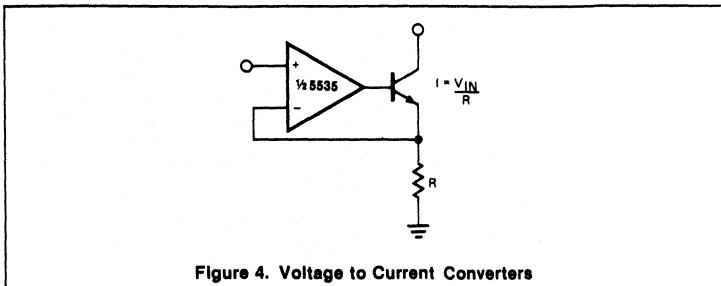 +
½ 5535
−
I = V_IN
R
R
Figure 4. Voltage to Current Converters